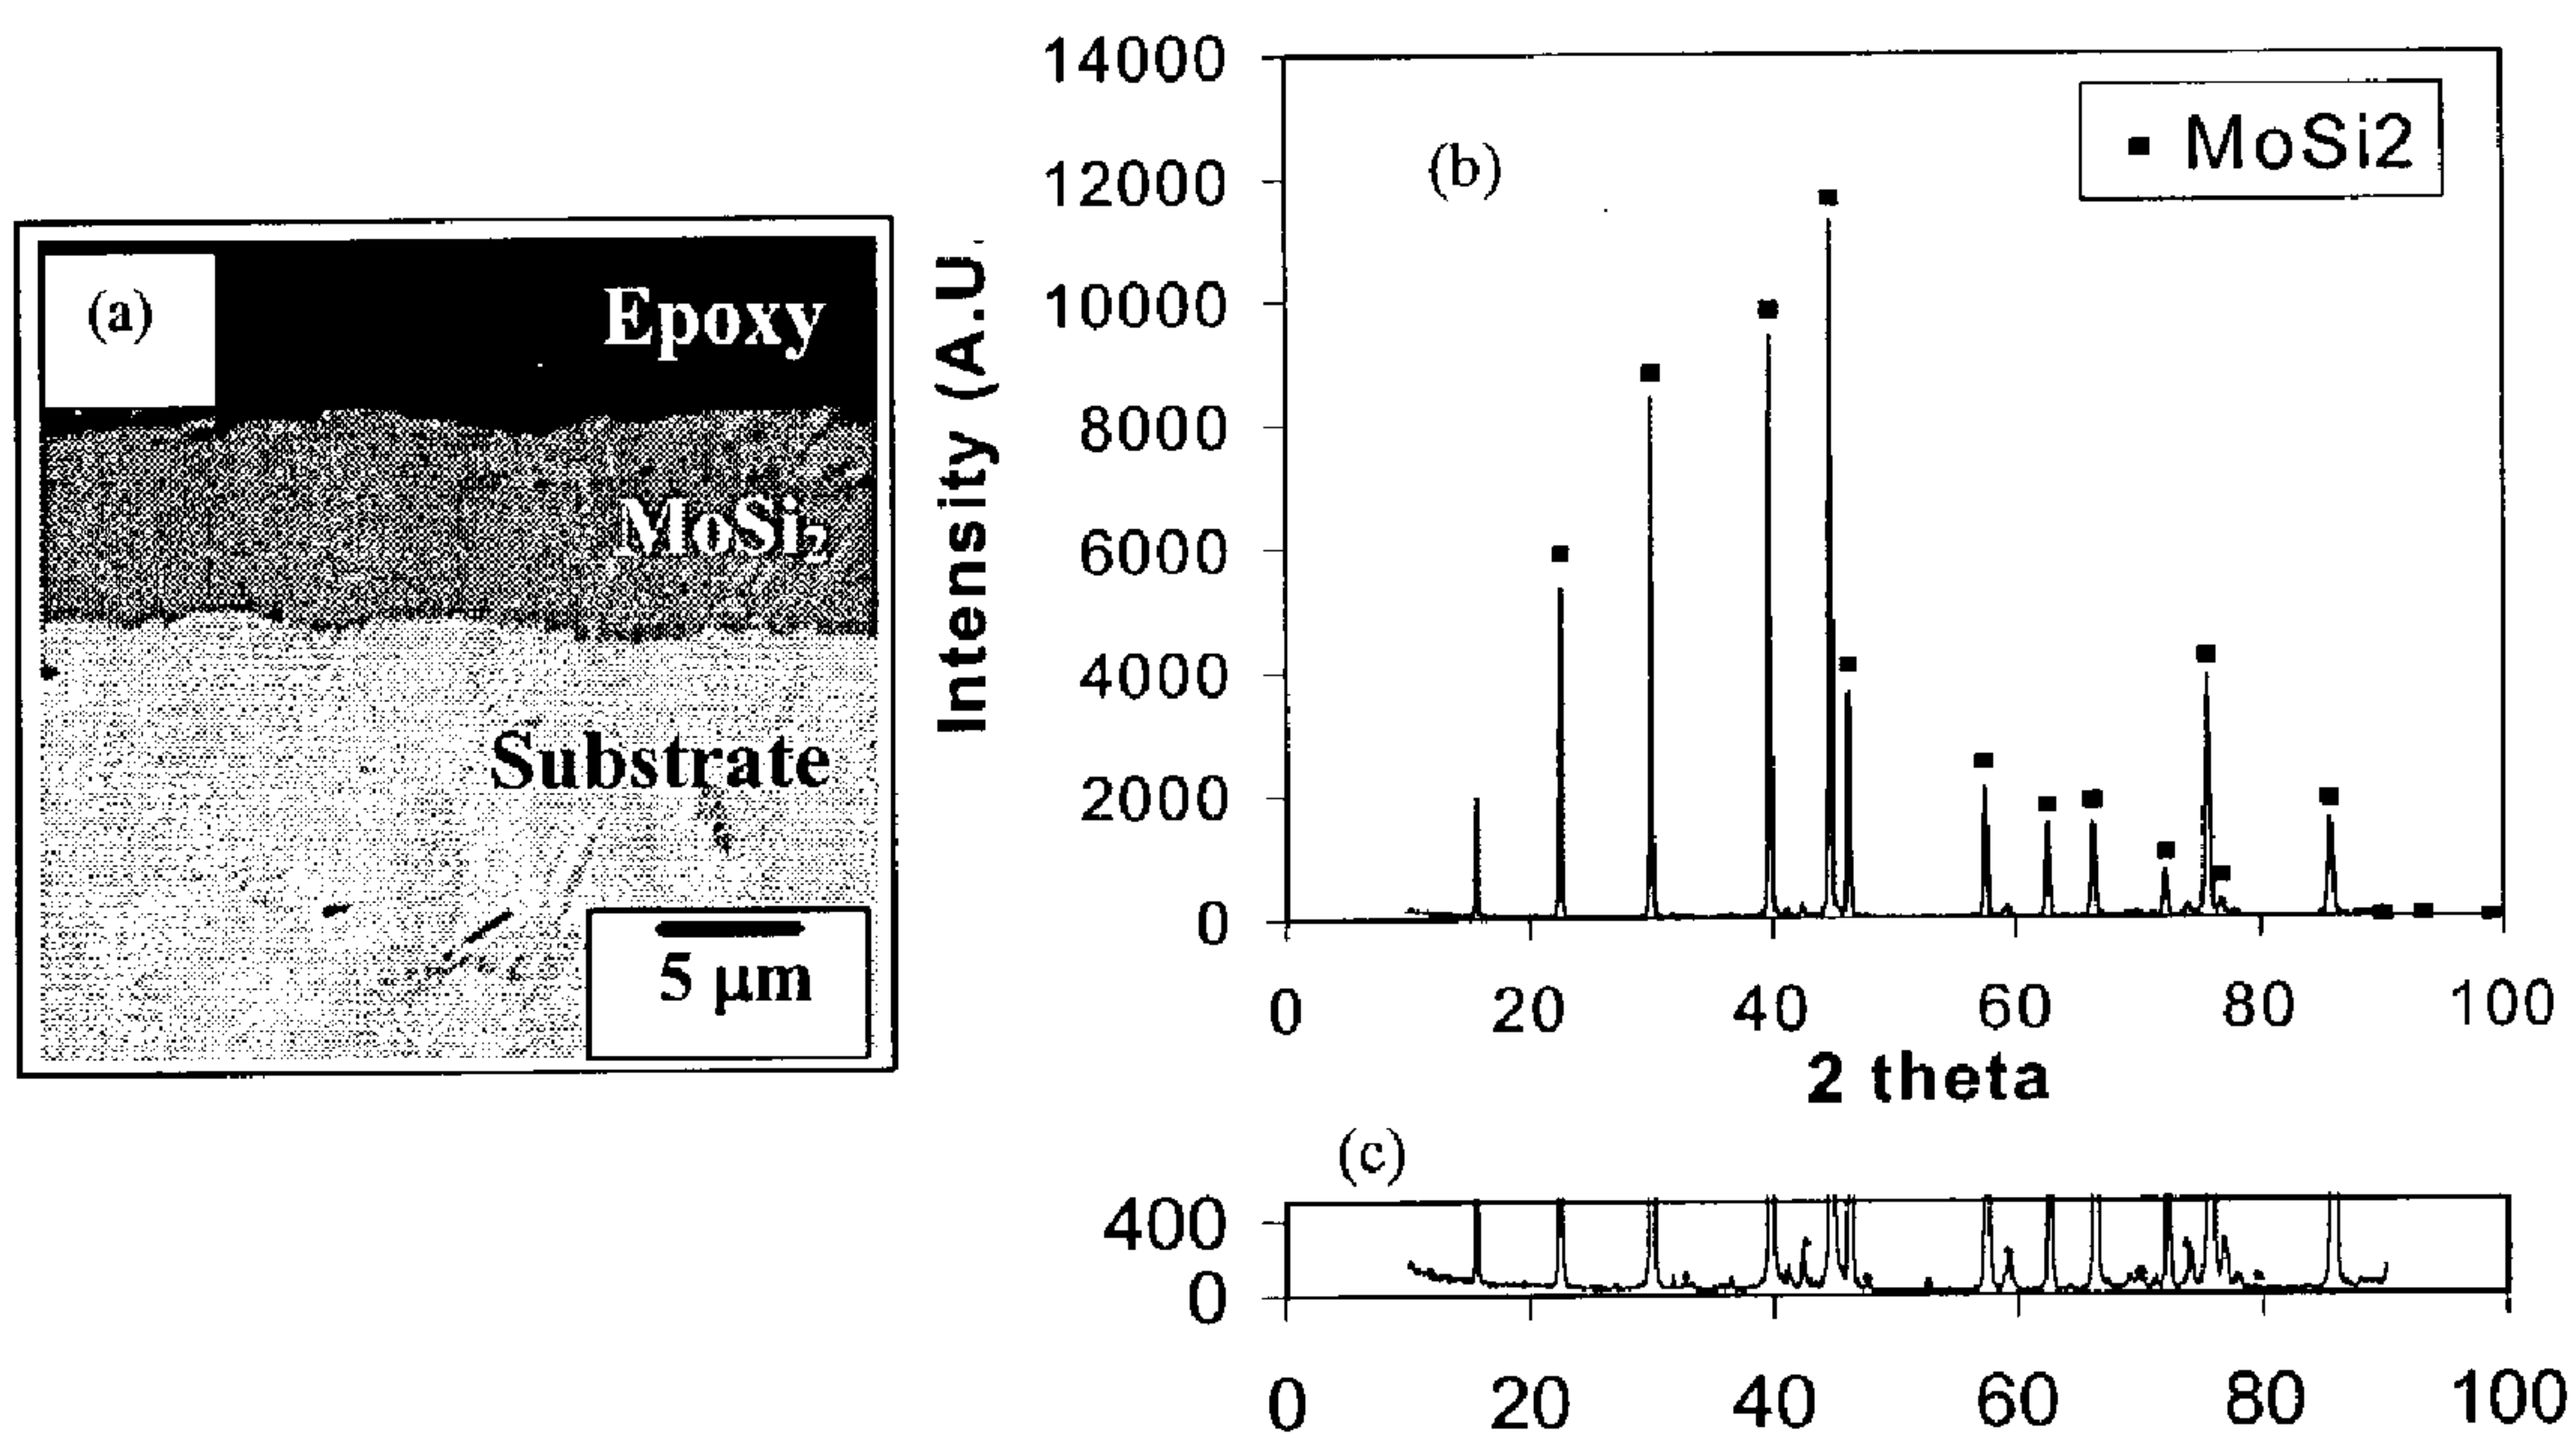 (a)
Epoxy
MoSi2
Substrate
5 μm
Intensity (A.U.
14000
12000
10000
8000
6000
4000
2000
0
(b)
■ MoSi2
0 20 40 60 80 100
2 theta
(c)
400
0
0 20 40 60 80 100